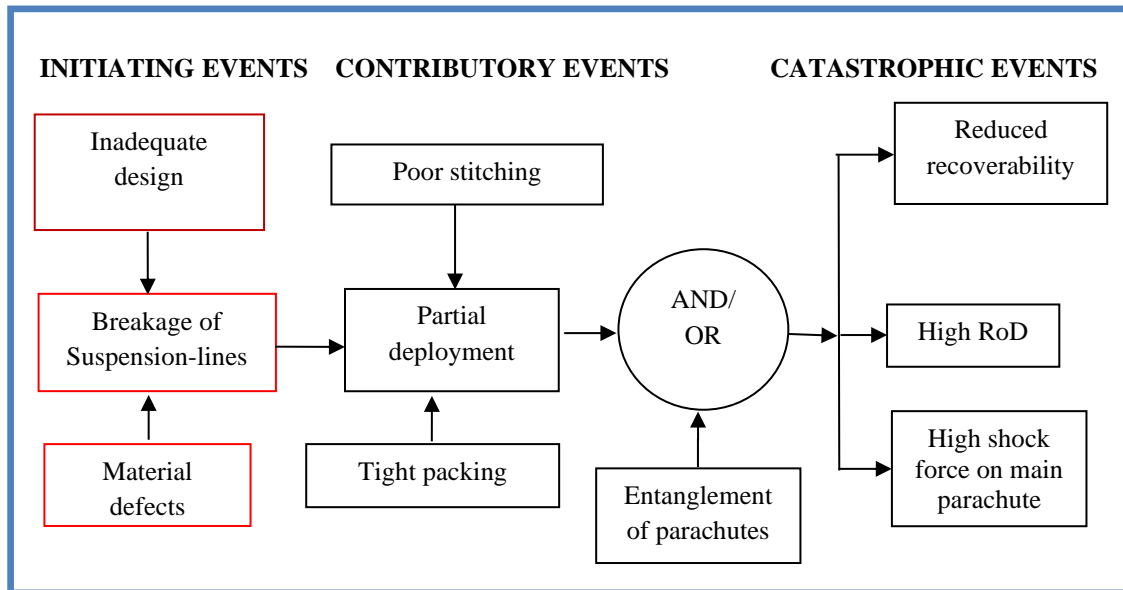 INITIATING EVENTS
CONTRIBUTORY EVENTS
CATASTROPHIC EVENTS
Inadequate
design
Breakage of
Suspension-lines
Material
defects
Poor stitching
Partial
deployment
Tight packing
AND/
OR
Entanglement
of parachutes
Reduced
recoverability
High RoD
High shock
force on main
parachute